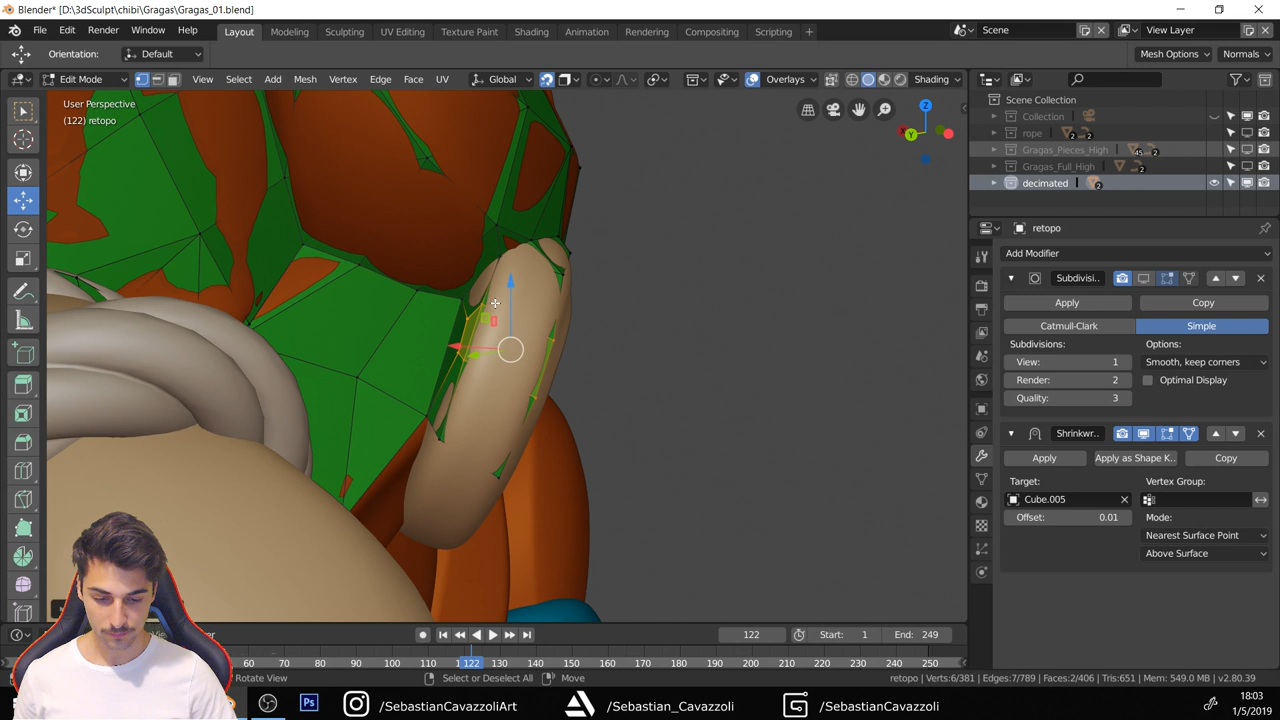 Blender* [D:\3dSculpt\chibi\Gragas\Gragas_01.blend]
File Edit Render Window Help Layout Modeling Sculpting UV Editing Texture Paint Shading Animation Rendering Compositing Scripting + Scene View Layer
Orientation: Default Mesh Options Normals
Edit Mode View Select Add Mesh Vertex Edge Face UV Global Overlays Shading
User Perspective
(122) retopo
Z
X
Y
Scene Collection
Collection
rope 2 2
Gragas_Pieces_High 45 2
Gragas_Full_High 2
decimated 2
retopo
Add Modifier
Subdivisi..
Apply Copy
Catmull-Clark Simple
Subdivisions: Options:
View: 1 Smooth, keep corners
Render: 2 Optimal Display
Quality: 3
Shrinkwr..
Apply Apply as Shape K.. Copy
Target: Vertex Group:
Cube.005
Offset: 0.01 Mode:
Nearest Surface Point
Above Surface
122 Start: 1 End: 249
60 70 80 90 100 110 122 130 140 150 160 170 180 190 200 210 220 230 240 250
Rotate View Select or Deselect All Move retopo | Verts:6/381 | Edges:7/789 | Faces:2/406 | Tris:651 | Mem: 549.0 MB | v2.80.39
Ps /SebastianCavazzoliArt /Sebastian_Cavazzoli /SebastianCavazzoli
18:03
1/5/2019